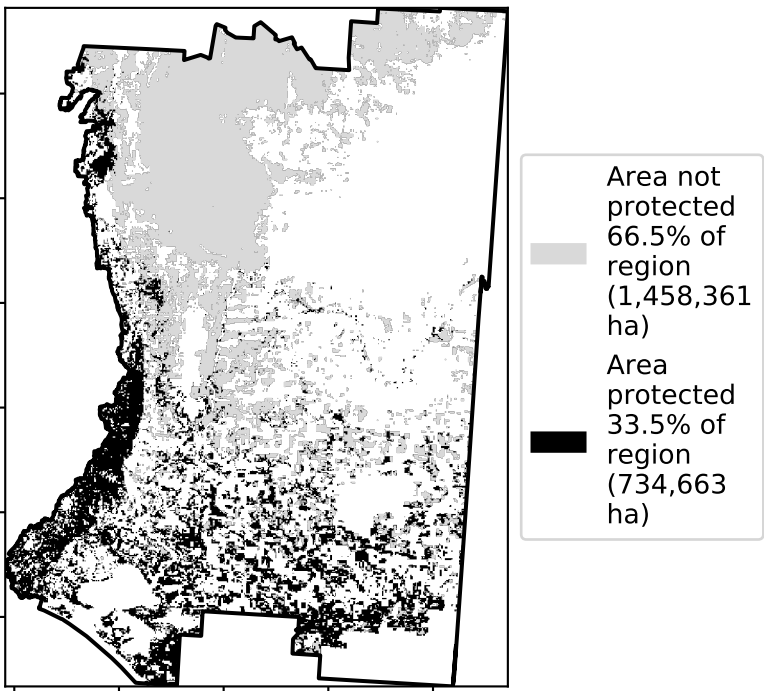 Area not
protected
66.5% of
region
(1,458,361
ha)
Area
protected
33.5% of
region
(734,663
ha)